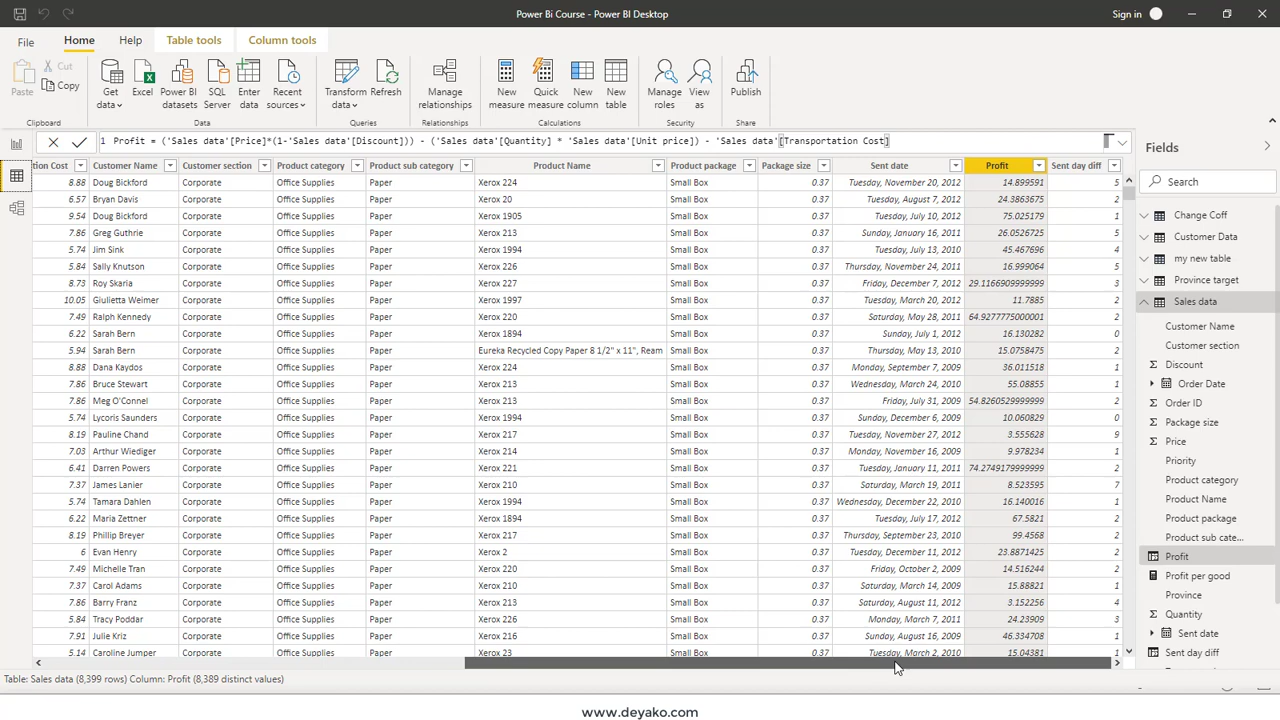 Power Bi Course - Power BI Desktop
Sign in
File Home Help Table tools Column tools
Paste
Cut
Copy
Get data
Excel
Power BI datasets
SQL Server
Enter data
Recent sources
Transform data
Refresh
Manage relationships
New measure
Quick measure
New column
New table
Manage roles
View as
Publish
Clipboard Data Queries Relationships Calculations Security Share
1 Profit = ('Sales data'[Price]*(1-'Sales data'[Discount])) - ('Sales data'[Quantity] * 'Sales data'[Unit price]) - 'Sales data'[Transportation Cost]
tion Cost Customer Name Customer section Product category Product sub category Product Name Product package Package size Sent date Profit Sent day diff
8.88 Doug Bickford Corporate Office Supplies Paper Xerox 224 Small Box 0.37 Tuesday, November 20, 2012 14.899591 5
6.57 Bryan Davis Corporate Office Supplies Paper Xerox 20 Small Box 0.37 Tuesday, August 7, 2012 24.3863675 2
9.54 Doug Bickford Corporate Office Supplies Paper Xerox 1905 Small Box 0.37 Tuesday, July 10, 2012 75.025179 1
7.86 Greg Guthrie Corporate Office Supplies Paper Xerox 213 Small Box 0.37 Sunday, January 16, 2011 26.0526725 5
5.74 Jim Sink Corporate Office Supplies Paper Xerox 1994 Small Box 0.37 Tuesday, July 13, 2010 45.467696 4
5.84 Sally Knutson Corporate Office Supplies Paper Xerox 226 Small Box 0.37 Thursday, November 24, 2011 16.999064 5
8.73 Roy Skaria Corporate Office Supplies Paper Xerox 227 Small Box 0.37 Friday, December 7, 2012 29.1166909999999 3
10.05 Giulietta Weimer Corporate Office Supplies Paper Xerox 1997 Small Box 0.37 Tuesday, March 20, 2012 11.7885 2
7.49 Ralph Kennedy Corporate Office Supplies Paper Xerox 220 Small Box 0.37 Saturday, May 28, 2011 64.9277775000001 2
6.22 Sarah Bern Corporate Office Supplies Paper Xerox 1894 Small Box 0.37 Sunday, July 1, 2012 16.130282 0
5.94 Sarah Bern Corporate Office Supplies Paper Eureka Recycled Copy Paper 8 1/2" x 11", Ream Small Box 0.37 Thursday, May 13, 2010 15.0758475 2
8.88 Dana Kaydos Corporate Office Supplies Paper Xerox 224 Small Box 0.37 Monday, September 7, 2009 36.011518 1
7.86 Bruce Stewart Corporate Office Supplies Paper Xerox 213 Small Box 0.37 Wednesday, March 24, 2010 55.08855 1
7.86 Meg O'Connel Corporate Office Supplies Paper Xerox 213 Small Box 0.37 Friday, July 31, 2009 54.8260529999999 2
5.74 Lycoris Saunders Corporate Office Supplies Paper Xerox 1994 Small Box 0.37 Sunday, December 6, 2009 10.060829 0
8.19 Pauline Chand Corporate Office Supplies Paper Xerox 217 Small Box 0.37 Tuesday, November 27, 2012 3.555628 9
7.03 Arthur Wiediger Corporate Office Supplies Paper Xerox 214 Small Box 0.37 Monday, November 16, 2009 9.978234 1
6.41 Darren Powers Corporate Office Supplies Paper Xerox 221 Small Box 0.37 Tuesday, January 11, 2011 74.2749179999999 2
7.37 James Lanier Corporate Office Supplies Paper Xerox 210 Small Box 0.37 Saturday, March 19, 2011 8.523595 7
5.74 Tamara Dahlen Corporate Office Supplies Paper Xerox 1994 Small Box 0.37 Wednesday, December 22, 2010 16.140016 1
6.22 Maria Zettner Corporate Office Supplies Paper Xerox 1894 Small Box 0.37 Tuesday, July 17, 2012 67.5821 2
8.19 Phillip Breyer Corporate Office Supplies Paper Xerox 217 Small Box 0.37 Thursday, September 23, 2010 99.4568 2
6 Evan Henry Corporate Office Supplies Paper Xerox 2 Small Box 0.37 Tuesday, December 11, 2012 23.8871425 2
7.49 Michelle Tran Corporate Office Supplies Paper Xerox 220 Small Box 0.37 Friday, October 2, 2009 14.516244 2
7.37 Carol Adams Corporate Office Supplies Paper Xerox 210 Small Box 0.37 Saturday, March 14, 2009 15.88821 1
7.86 Barry Franz Corporate Office Supplies Paper Xerox 213 Small Box 0.37 Saturday, August 11, 2012 3.152256 4
5.84 Tracy Poddar Corporate Office Supplies Paper Xerox 226 Small Box 0.37 Monday, March 7, 2011 24.23909 3
7.91 Julie Kriz Corporate Office Supplies Paper Xerox 216 Small Box 0.37 Sunday, August 16, 2009 46.334708 1
5.14 Caroline Jumper Corporate Office Supplies Paper Xerox 23 Small Box 0.37 Tuesday, March 2, 2010 15.04381 1
Fields
Search
Change Coff
Customer Data
my new table
Province target
Sales data
Customer Name
Customer section
Discount
Order Date
Order ID
Package size
Price
Priority
Product category
Product Name
Product package
Product sub cate...
Profit
Profit per good
Province
Quantity
Sent date
Sent day diff
Table: Sales data (8,399 rows) Column: Profit (8,389 distinct values)
www.deyako.com